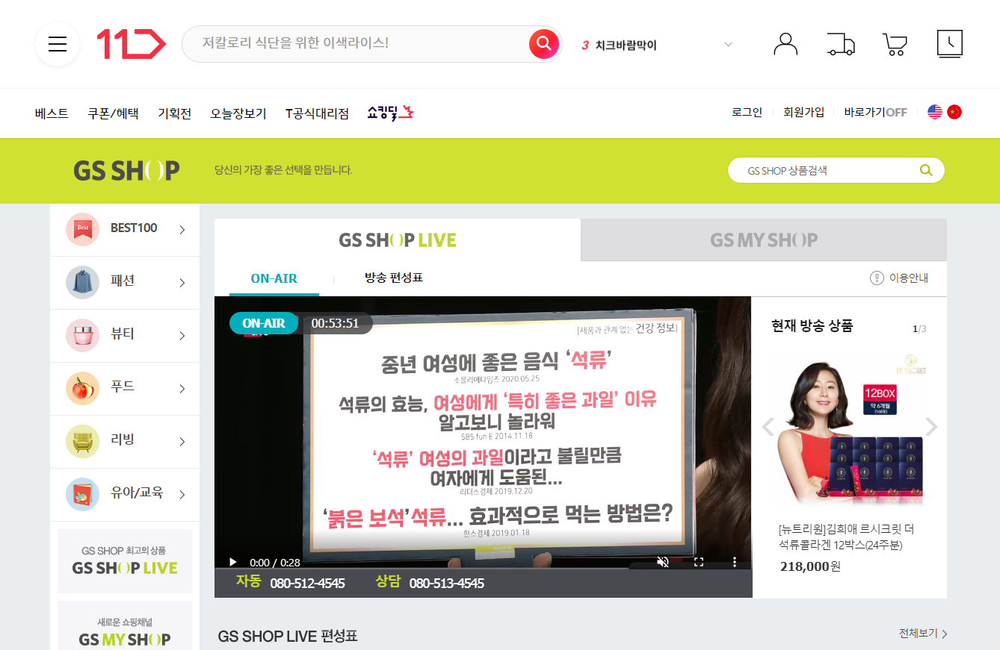 11
저칼로리 식단을 위한 이색라이스!
3 치크바람막이
베스트
쿠폰/혜택
기획전
오늘장보기
T공식대리점
쇼킹딜
로그인
회원가입
바로가기OFF
GS SHOP
당신의 가장 좋은 선택을 만듭니다.
GS SHOP 상품검색
Best
BEST100
패션
뷰티
푸드
리빙
유아/교육
GS SHOP 최고의 상품
GS SHOP LIVE
새로운 쇼핑채널
GS MY SHOP
GS SHOP LIVE
GS MY SHOP
ON-AIR
방송 편성표
이용안내
ON-AIR
00:53:51
[제품과 관계 없는 건강 정보]
중년 여성에 좋은 음식 ‘석류’
소믈리에타임즈 2020.05.25
석류의 효능, 여성에게 ‘특히 좋은 과일’ 이유
알고보니 놀라워
SBS fun E 2014.11.18
‘석류’ 여성의 과일이라고 불릴만큼
여자에게 도움된...
리더스경제 2019.12.20
‘붉은 보석’석류... 효과적으로 먹는 방법은?
한스경제 2019.01.18
0:00 / 0:28
자동 080-512-4545
상담 080-513-4545
현재 방송 상품
1/3
LE SECRET
12BOX
약 6개월
(168포)
[뉴트리원]김희애 르시크릿 더
석류콜라겐 12박스(24주분)
218,000원
GS SHOP LIVE 편성표
전체보기